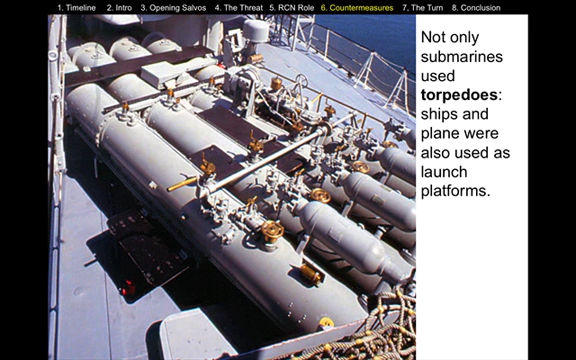 1. Timeline 2. Intro 3. Opening Salvos 4. The Threat 5. RCN Role 6. Countermeasures 7, The Turn 8. Conclusion
Not only
submarines
used
torpedoes:
ships and
plane were
also used as
launch
platforms.